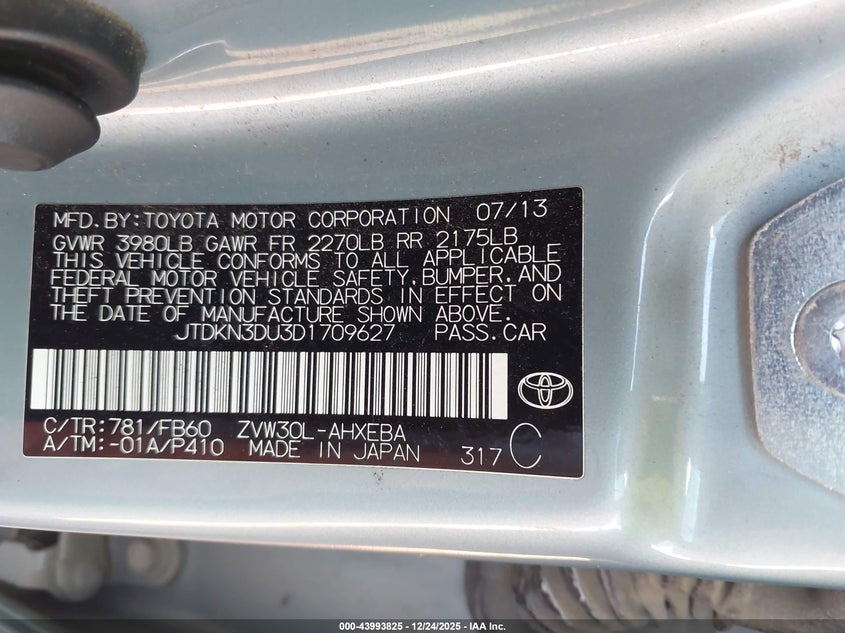 MFD.BY:TOYOTA MOTOR CORPORATION 07/13
GVWR 3980LB GAWR FR 2270LB RR 2175LB
THIS VEHICLE CONFORMS TO ALL APPLICABLE
FEDERAL MOTOR VEHICLE SAFETY,BUMPER,AND
THEFT PREVENTION STANDARDS IN EFFECT ON
THE DATE OF MANUFACTURE SHOWN ABOVE.
JTDKN3DU3D1709627 PASS.CAR
C/TR:781/FB60 ZVW30L-AHXEBA
A/TM:-01A/P410 MADE IN JAPAN 317 C
000-43993825 - 12/24/2025 - IAA Inc.